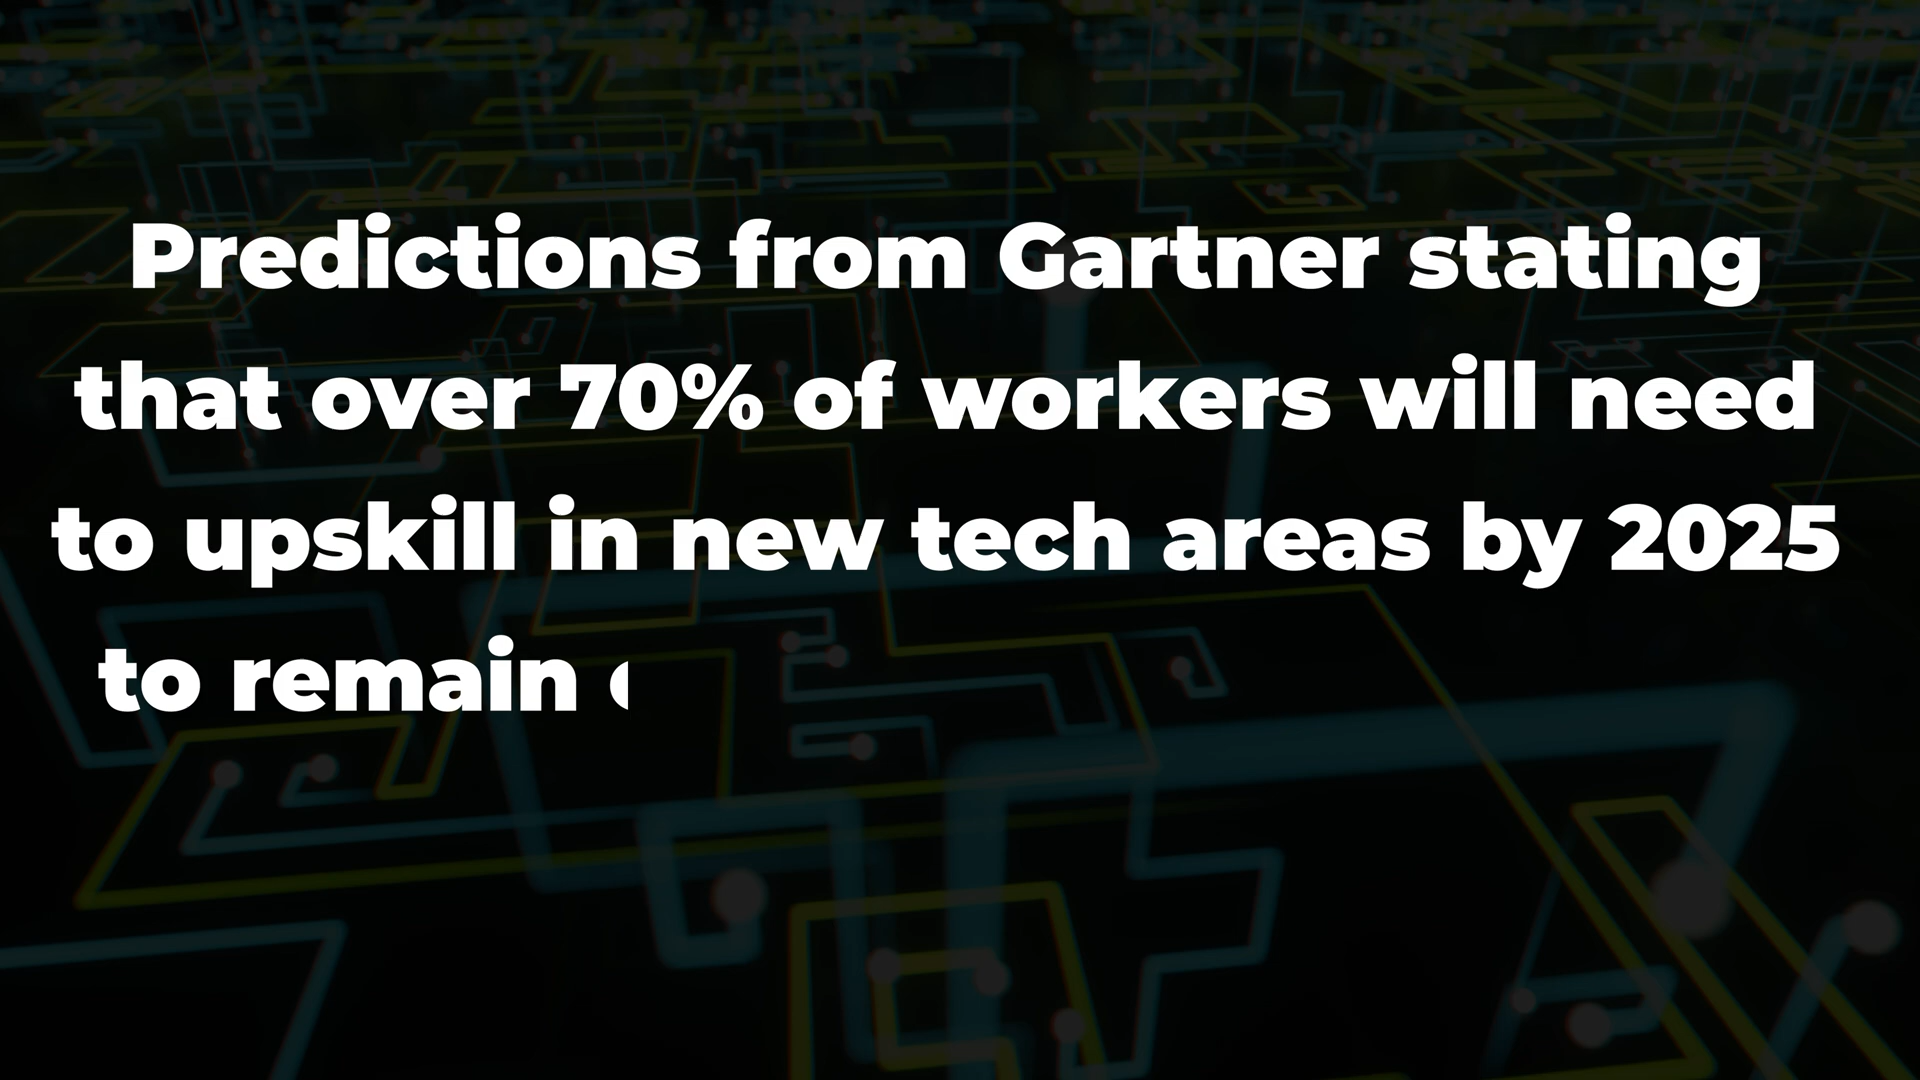 Predictions from Gartner stating
that over 70% of workers will need
to upskill in new tech areas by 2025
to remain